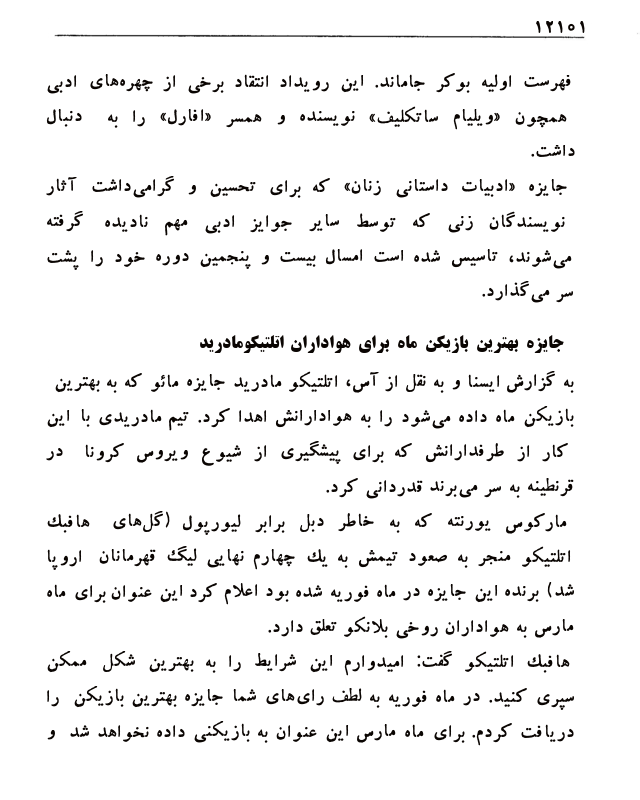 ۱۲۱۵۱
فهرست اولیه بوکر جاماند. این رویداد انتقاد برخی از چهره‌های ادبی
همچون «ویلیام ساتکلیف» نویسنده و همسر «افارل» را به دنبال
داشت.
جایزه «ادبیات داستانی زنان» که برای تحسین و گرامی‌داشت آثار
نویسندگان زنی که توسط سایر جوایز ادبی مهم نادیده گرفته
می‌شوند، تاسیس شده است امسال بیست و پنجمین دوره خود را پشت
سر می‌گذارد.
جایزه بهترین بازیکن ماه برای هواداران اتلتیکومادرید
به گزارش ایسنا و به نقل از آس، اتلتیکو مادرید جایزه مائو که به بهترین
بازیکن ماه داده می‌شود را به هوادارانش اهدا کرد. تیم مادریدی با این
کار از طرفدارانش که برای پیشگیری از شیوع ویروس کرونا در
قرنطینه به سر می‌برند قدردانی کرد.
مارکوس یورنته که به خاطر دبل برابر لیورپول (گل‌های هافبك
اتلتیکو منجر به صعود تیمش به یك چهارم نهایی لیگ قهرمانان اروپا
شد) برنده این جایزه در ماه فوریه شده بود اعلام کرد این عنوان برای ماه
مارس به هواداران روخی بلانکو تعلق دارد.
هافبك اتلتیکو گفت: امیدوارم این شرایط را به بهترین شکل ممکن
سپری کنید. در ماه فوریه به لطف رای‌های شما جایزه بهترین بازیکن را
دریافت کردم. برای ماه مارس این عنوان به بازیکنی داده نخواهد شد و